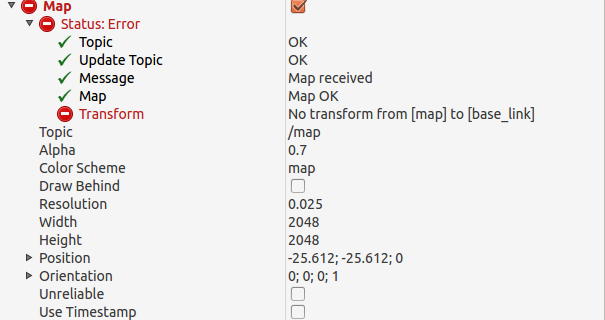 Map
Status: Error
Topic OK
Update Topic OK
Message Map received
Map Map OK
Transform No transform from [map] to [base_link]
Topic /map
Alpha 0.7
Color Scheme map
Draw Behind
Resolution 0.025
Width 2048
Height 2048
Position -25.612; -25.612; 0
Orientation 0; 0; 0; 1
Unreliable
Use Timestamp